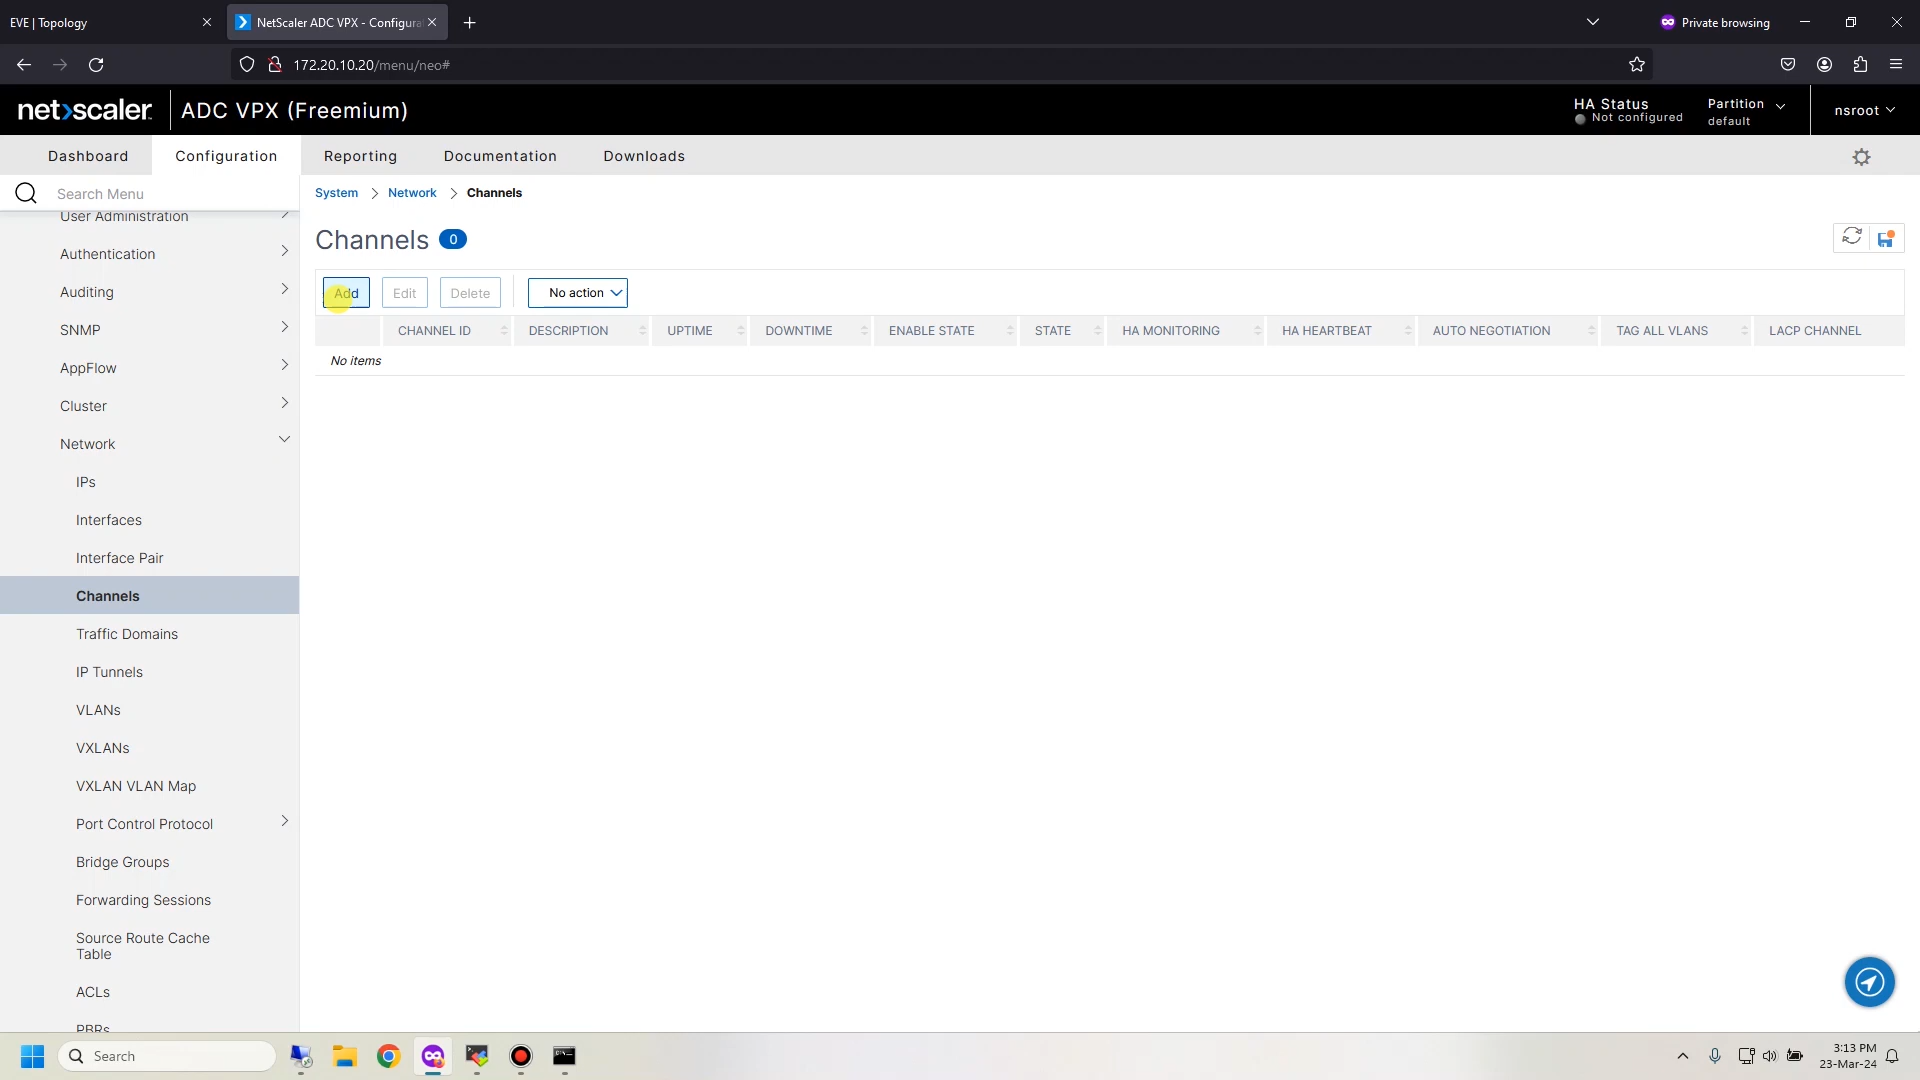 EVE | Topology
NetScaler ADC VPX - Configura
Private browsing
172.20.10.20/menu/neo#
net>scaler
ADC VPX (Freemium)
HA Status
Not configured
Partition
default
nsroot
Dashboard
Configuration
Reporting
Documentation
Downloads
Search Menu
System > Network > Channels
User Administration
Authentication
Auditing
SNMP
AppFlow
Cluster
Network
IPs
Interfaces
Interface Pair
Channels
Traffic Domains
IP Tunnels
VLANs
VXLANs
VXLAN VLAN Map
Port Control Protocol
Bridge Groups
Forwarding Sessions
Source Route Cache
Table
ACLs
PBRs
Channels 0
Add
Edit
Delete
No action
CHANNEL ID
DESCRIPTION
UPTIME
DOWNTIME
ENABLE STATE
STATE
HA MONITORING
HA HEARTBEAT
AUTO NEGOTIATION
TAG ALL VLANS
LACP CHANNEL
No items
Search
3:13 PM
23-Mar-24